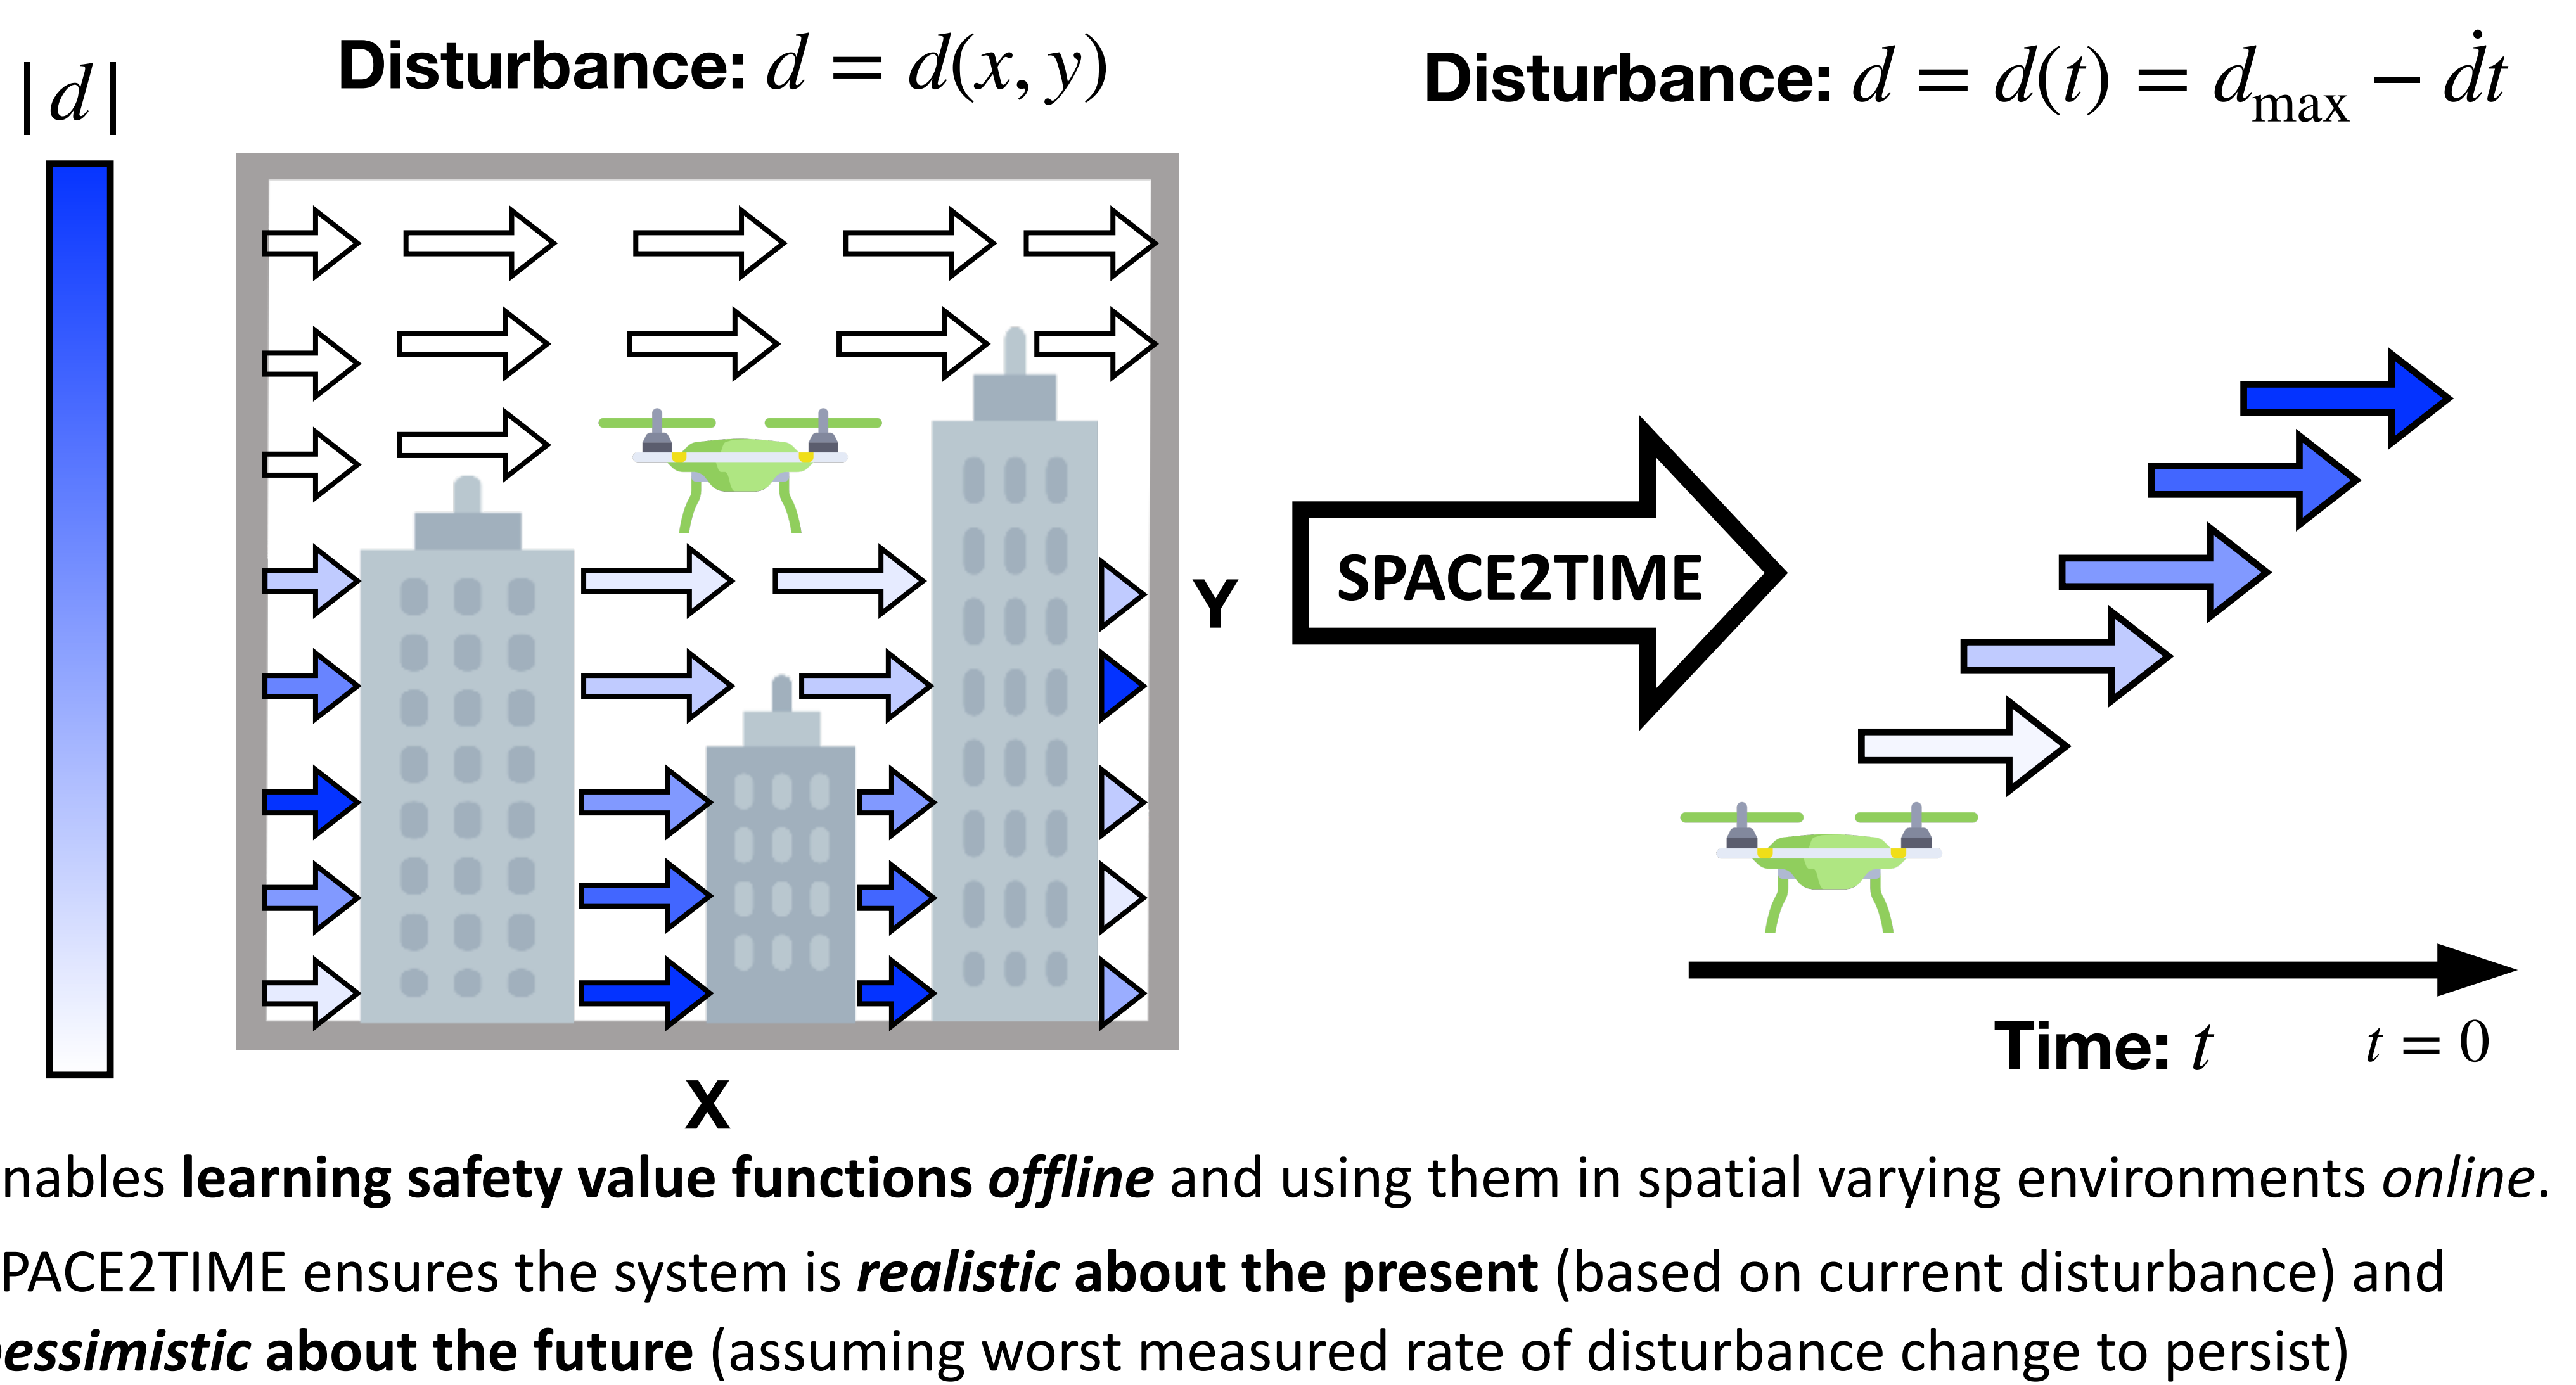 |d|
Disturbance: d = d(x, y)
Disturbance: d = d(t) = d_max − ḋt
SPACE2TIME
Y
X
Time: t
t = 0
nables learning safety value functions offline and using them in spatial varying environments online.
PACE2TIME ensures the system is realistic about the present (based on current disturbance) and
essimistic about the future (assuming worst measured rate of disturbance change to persist)